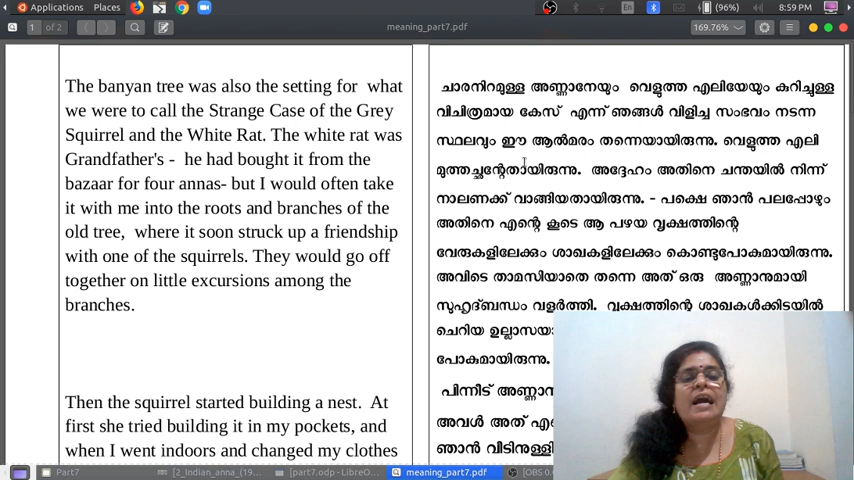 Applications
Places
En
(96%)
8:59 PM
1 of 2
meaning_part7.pdf
169.76%
The banyan tree was also the setting for what
we were to call the Strange Case of the Grey
Squirrel and the White Rat. The white rat was
Grandfather's - he had bought it from the
bazaar for four annas- but I would often take
it with me into the roots and branches of the
old tree, where it soon struck up a friendship
with one of the squirrels. They would go off
together on little excursions among the
branches.
Then the squirrel started building a nest. At
first she tried building it in my pockets, and
when I went indoors and changed my clothes
ചാരനിറമുള്ള അണ്ണാനേയും വെളുത്ത എലിയേയും കുറിച്ചുള്ള
വിചിത്രമായ കേസ് എന്ന് ഞങ്ങൾ വിളിച്ച സംഭവം നടന്ന
സ്ഥലവും ഈ ആൽമരം തന്നെയായിരുന്നു. വെളുത്ത എലി
മുത്തച്ഛന്റേതായിരുന്നു. അദ്ദേഹം അതിനെ ചന്തയിൽ നിന്ന്
നാലണക്ക് വാങ്ങിയതായിരുന്നു. - പക്ഷെ ഞാൻ പലപ്പോഴും
അതിനെ എന്റെ കൂടെ ആ പഴയ വൃക്ഷത്തിന്റെ
വേരുകളിലേക്കും ശാഖകളിലേക്കും കൊണ്ടുപോകുമായിരുന്നു.
അവിടെ താമസിയാതെ തന്നെ അത് ഒരു അണ്ണാനുമായി
സുഹൃദ്ബന്ധം വളർത്തി. വൃക്ഷത്തിന്റെ ശാഖകൾക്കിടയിൽ
ചെറിയ
പോകുമായിരുന്നു.
പിന്നീട്
അവൾ അത്
ഞാൻ
Part7
[2_Indian_anna_(19...
[part7.odp - LibreO...
meaning_part7.pdf
[OBS 0.